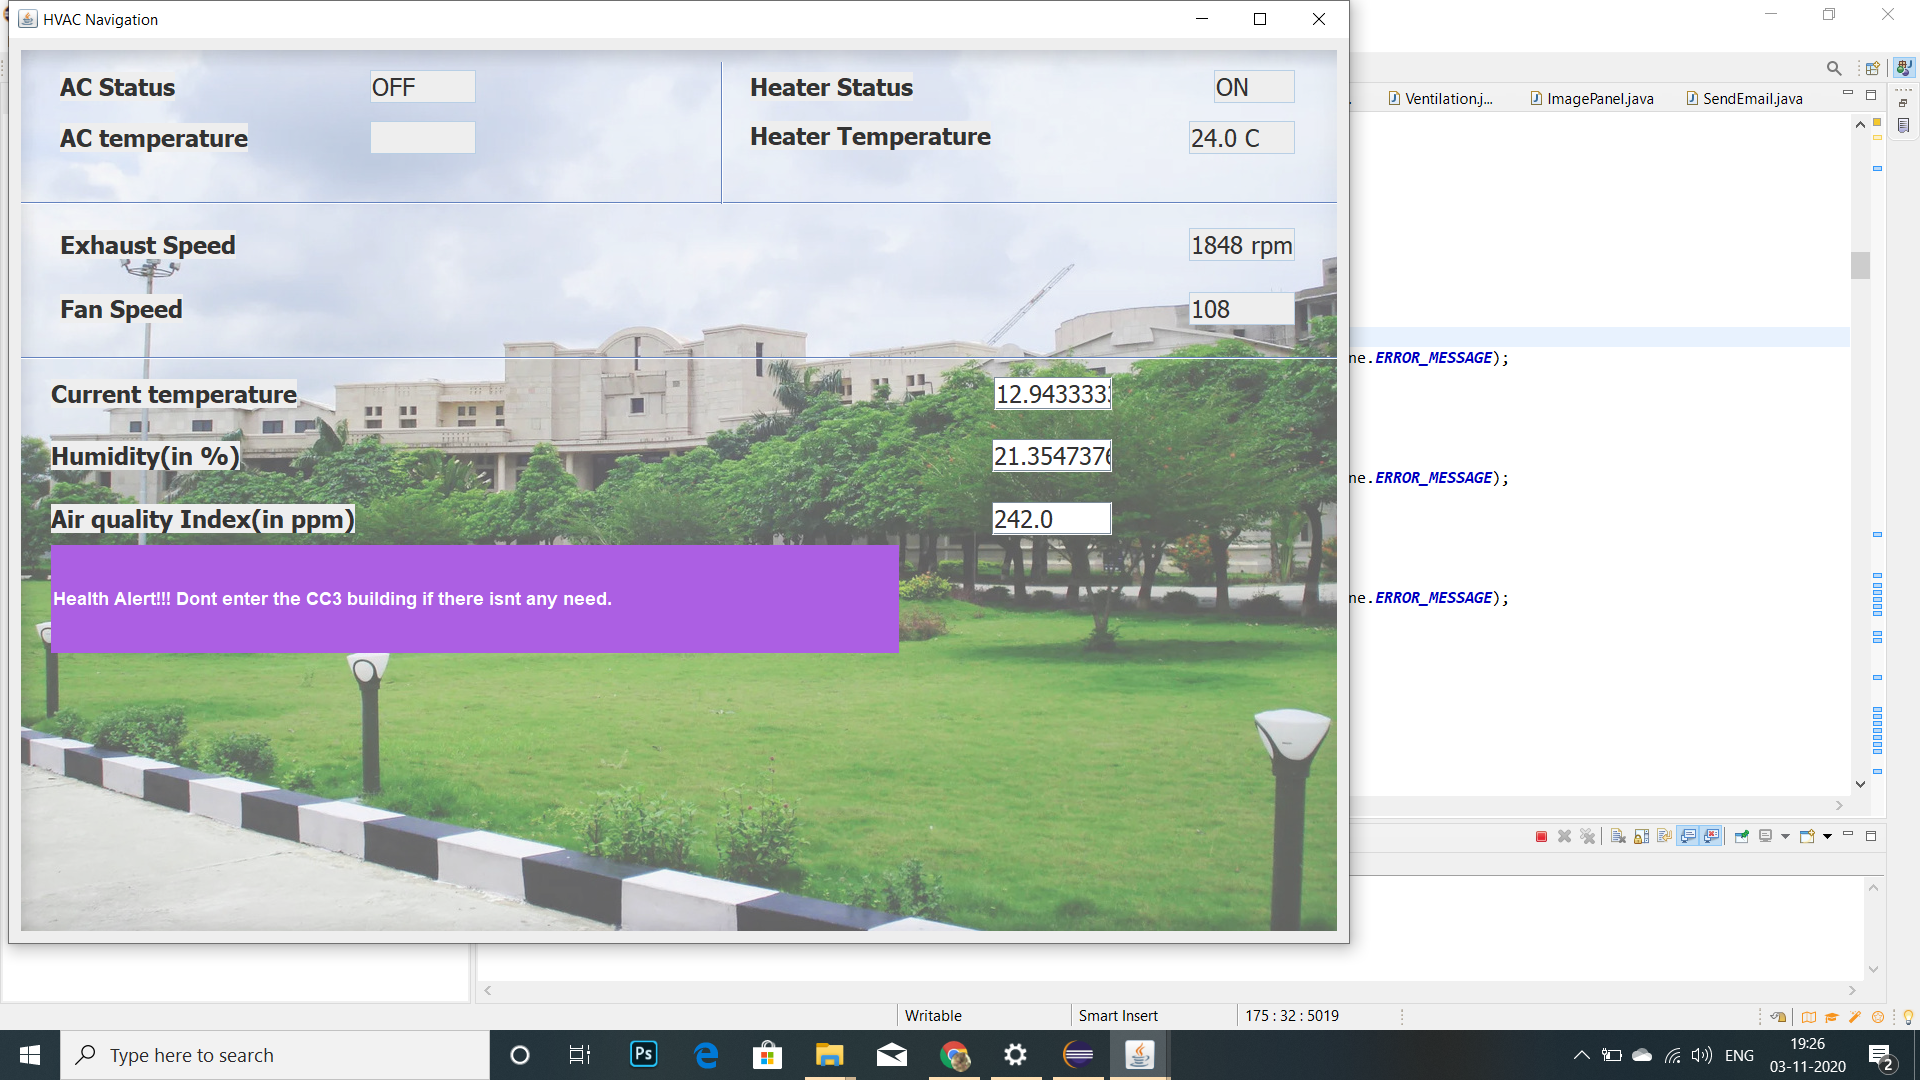 HVAC Navigation
AC Status OFF
Heater Status ON
AC temperature
Heater Temperature 24.0 C
Exhaust Speed 1848 rpm
Fan Speed 108
Current temperature 12.9433333
Humidity(in %) 21.3547376
Air quality Index(in ppm) 242.0
Health Alert!!! Dont enter the CC3 building if there isnt any need.
Ventilation.j... ImagePanel.java SendEmail.java
ne.ERROR_MESSAGE);
ne.ERROR_MESSAGE);
ne.ERROR_MESSAGE);
Writable Smart Insert 175 : 32 : 5019
Type here to search
Ps
ENG
19:26
03-11-2020
2